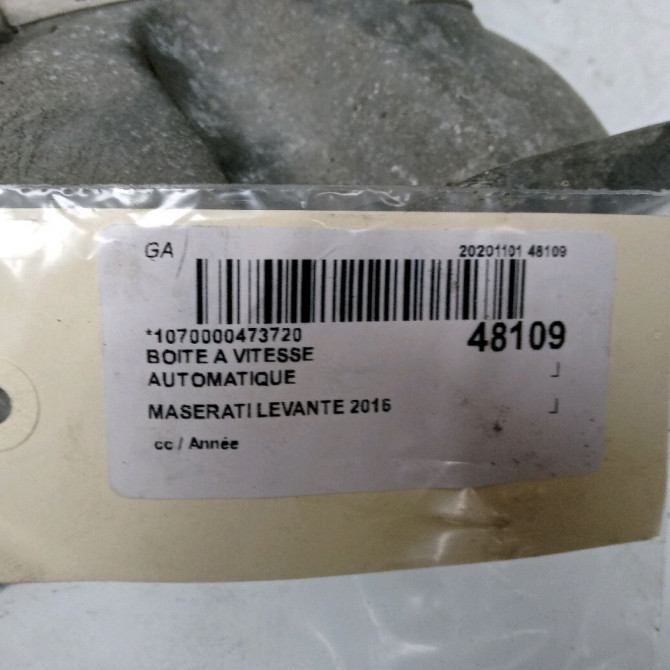 GA
20201101 48109
*1070000473720
48109
BOITE A VITESSE
AUTOMATIQUE
MASERATI LEVANTE 2016
cc / Année